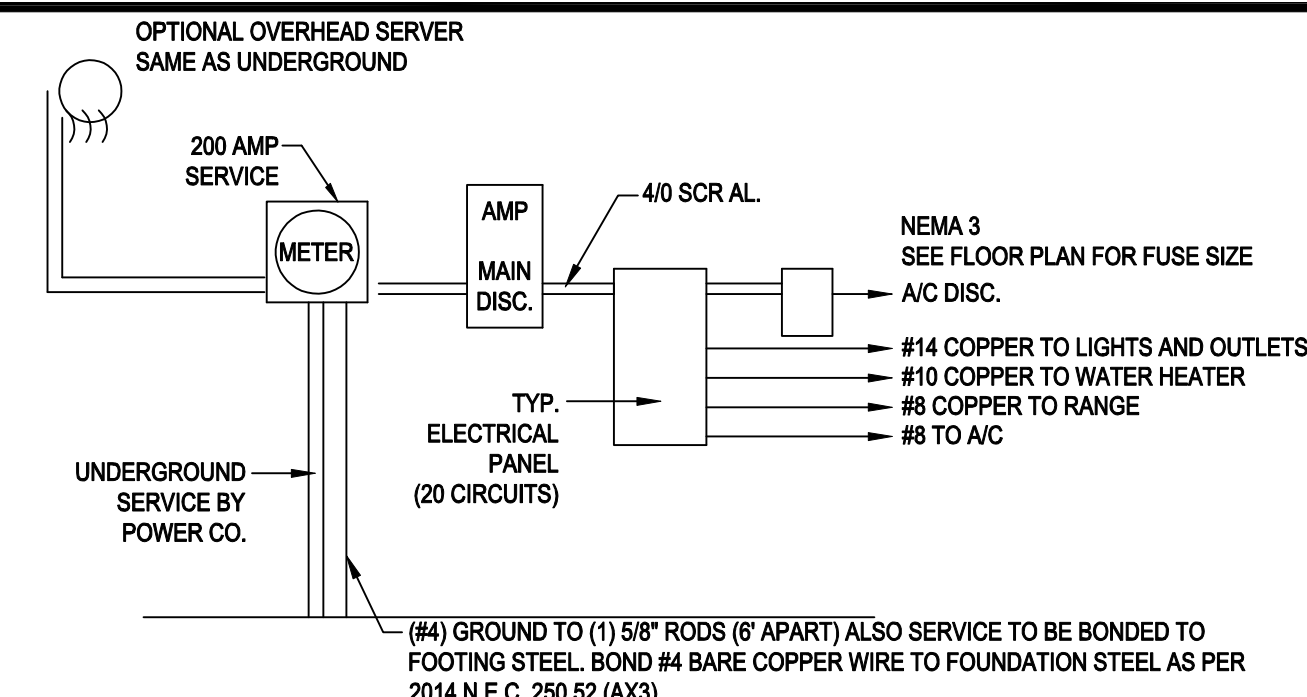 OPTIONAL OVERHEAD SERVER
SAME AS UNDERGROUND
200 AMP
SERVICE
METER
AMP
MAIN
DISC.
4/0 SCR AL.
NEMA 3
SEE FLOOR PLAN FOR FUSE SIZE
A/C DISC.
#14 COPPER TO LIGHTS AND OUTLETS
#10 COPPER TO WATER HEATER
#8 COPPER TO RANGE
#8 TO A/C
TYP.
ELECTRICAL
PANEL
(20 CIRCUITS)
UNDERGROUND
SERVICE BY
POWER CO.
(#4) GROUND TO (1) 5/8" RODS (6' APART) ALSO SERVICE TO BE BONDED TO
FOOTING STEEL. BOND #4 BARE COPPER WIRE TO FOUNDATION STEEL AS PER
2014 N.E.C. 250.52 (AX3)